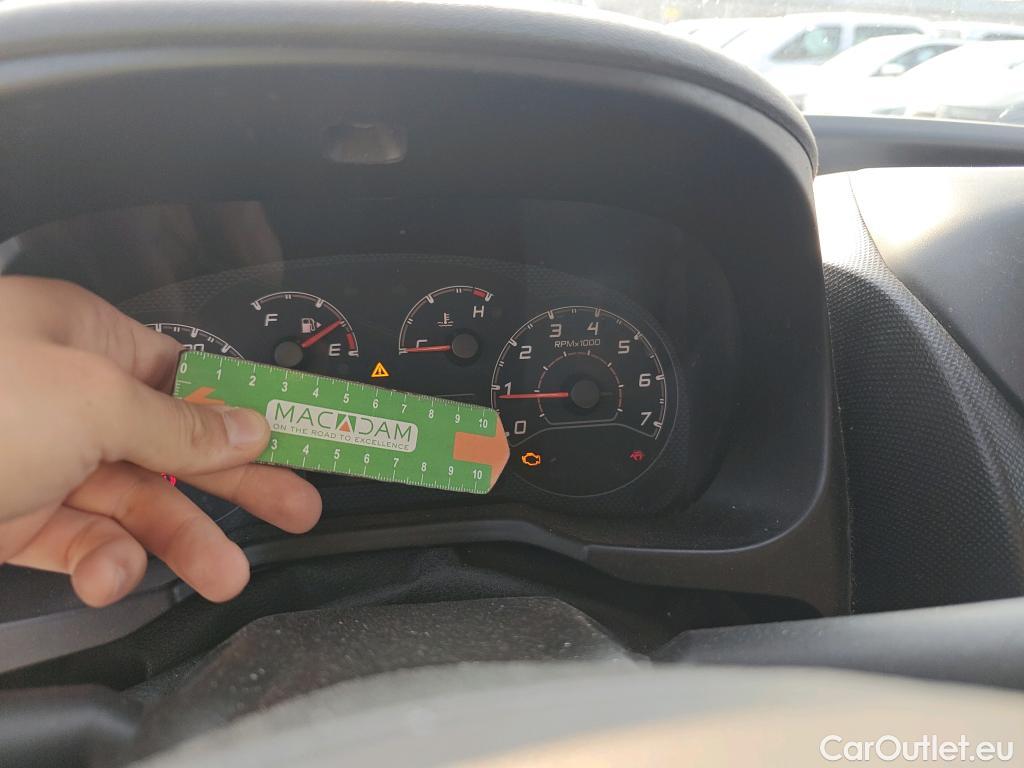 F
E
H
RPMx1000
0
1
2
3
4
5
6
7
0 1 2 3 4 5 6 7 8 9 10
MACADAM
ON THE ROAD TO EXCELLENCE
3 4 5 6 7 8 9 10
CarOutlet.eu